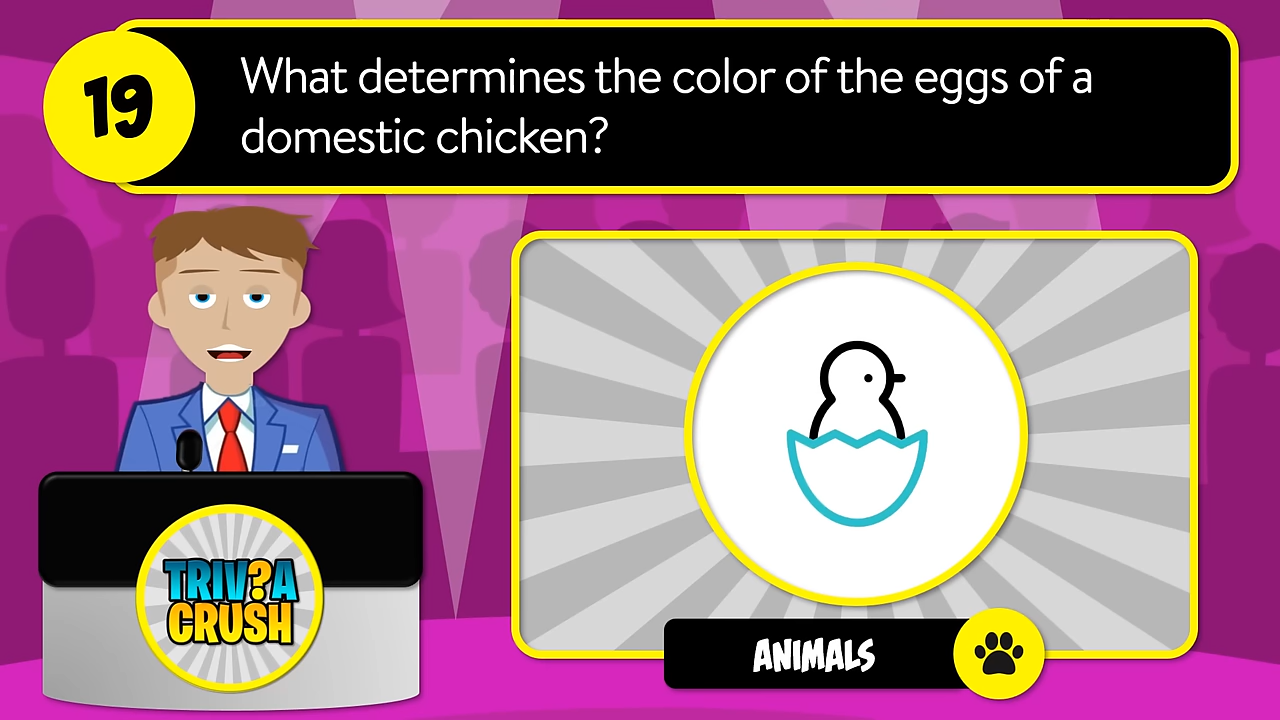 19
What determines the color of the eggs of a
domestic chicken?
TRIV?A
CRUSH
ANIMALS